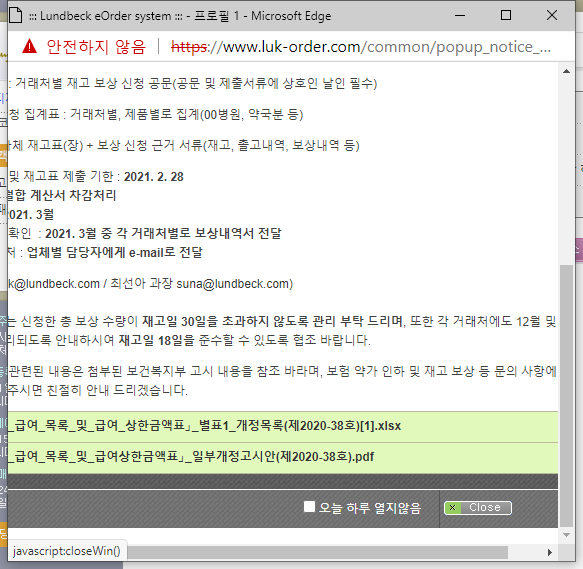 ::: Lundbeck eOrder system ::: - 프로필 1 - Microsoft Edge
안전하지 않음 https://www.luk-order.com/common/popup_notice_...
: 거래처별 재고 보상 신청 공문(공문 및 제출서류에 상호인 날인 필수)
청 집계표 : 거래처별, 제품별로 집계(00병원, 약국분 등)
체 재고표(장) + 보상 신청 근거 서류(재고, 출고내역, 보상내역 등)
및 재고표 제출 기한 : 2021. 2. 28
별합 계산서 차감처리
2021. 3월
확인 : 2021. 3월 중 각 거래처별로 보상내역서 전달
처 : 업체별 담당자에게 e-mail로 전달
k@lundbeck.com / 최선아 과장 suna@lundbeck.com)
는 신청한 총 보상 수량이 재고일 30일을 초과하지 않도록 관리 부탁 드리며, 또한 각 거래처에도 12월 및
리되도록 안내하시어 재고일 18일을 준수할 수 있도록 협조 바랍니다.
관련된 내용은 첨부된 보건복지부 고시 내용을 참조 바라며, 보험 약가 인하 및 재고 보상 등 문의 사항에
주시면 친절히 안내 드리겠습니다.
_급여_목록_및_급여_상한금액표」_별표1_개정목록(제2020-38호)[1].xlsx
_급여_목록_및_급여상한금액표」_일부개정고시안(제2020-38호).pdf
오늘 하루 열지않음
x Close
javascript:closeWin()